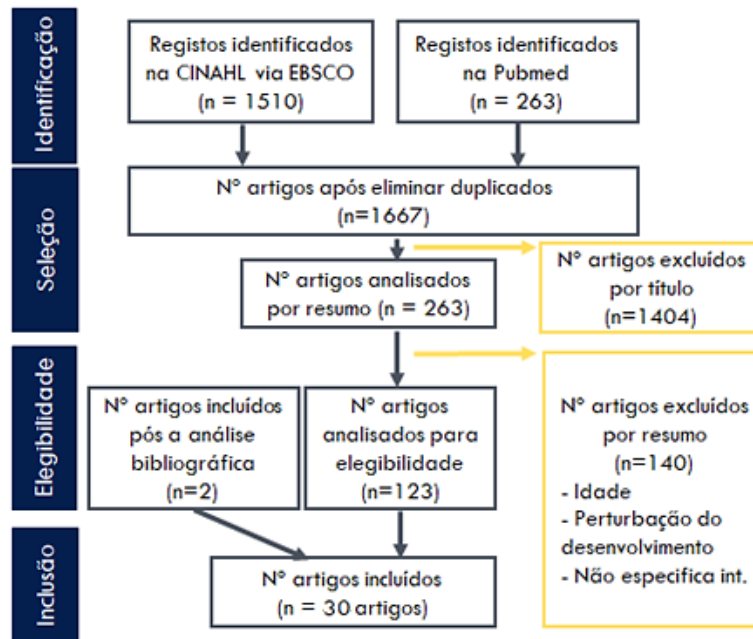 Identificação
Registos identificados
na CINAHL via EBSCO
(n = 1510)
Registos identificados
na Pubmed
(n = 263)
Seleção
Nº artigos após eliminar duplicados
(n=1667)
Nº artigos analisados
por resumo (n = 263)
Nº artigos excluídos
por título
(n=1404)
Elegibilidade
Nº artigos incluídos
pós a análise
bibliográfica
(n=2)
Nº artigos
analisados para
elegibilidade
(n=123)
Nº artigos excluídos
por resumo
(n=140)
- Idade
- Perturbação do
desenvolvimento
- Não especifica int.
Inclusão
Nº artigos incluídos
(n = 30 artigos)